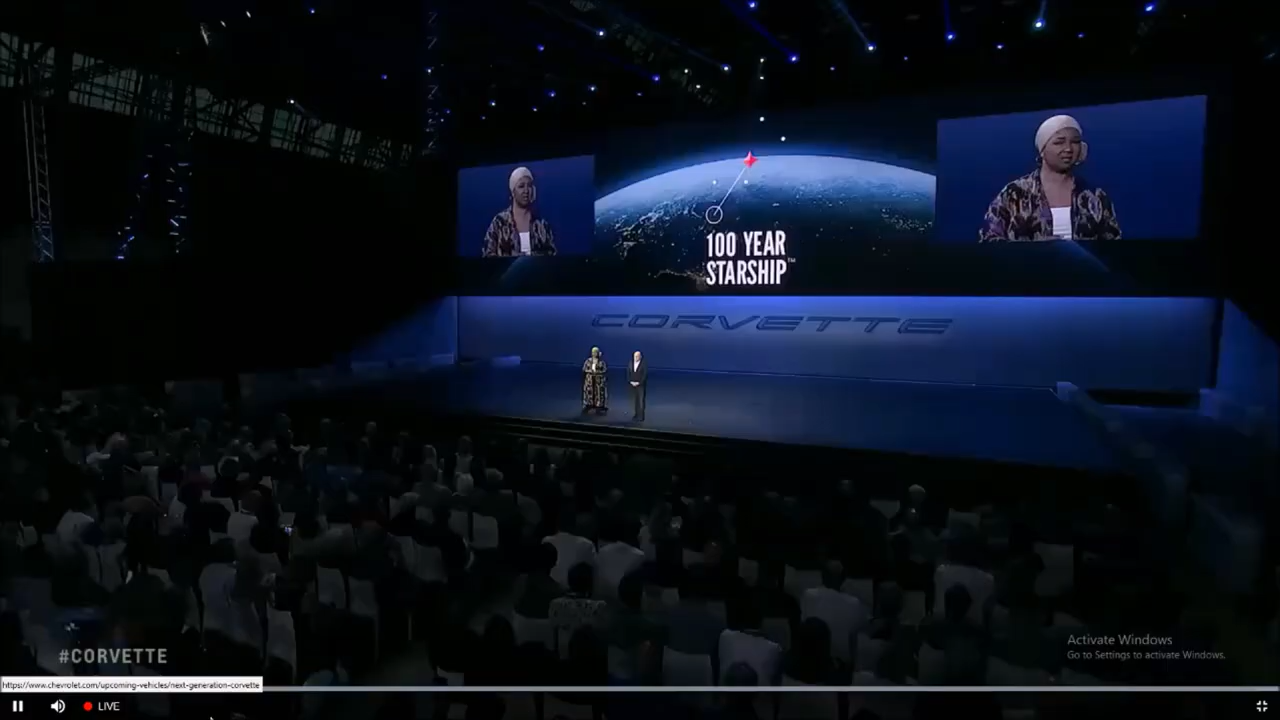 100 YEAR
STARSHIP™
CORVETTE
#CORVETTE
Activate Windows
Go to Settings to activate Windows.
https://www.chevrolet.com/upcoming-vehicles/next-generation-corvette
LIVE